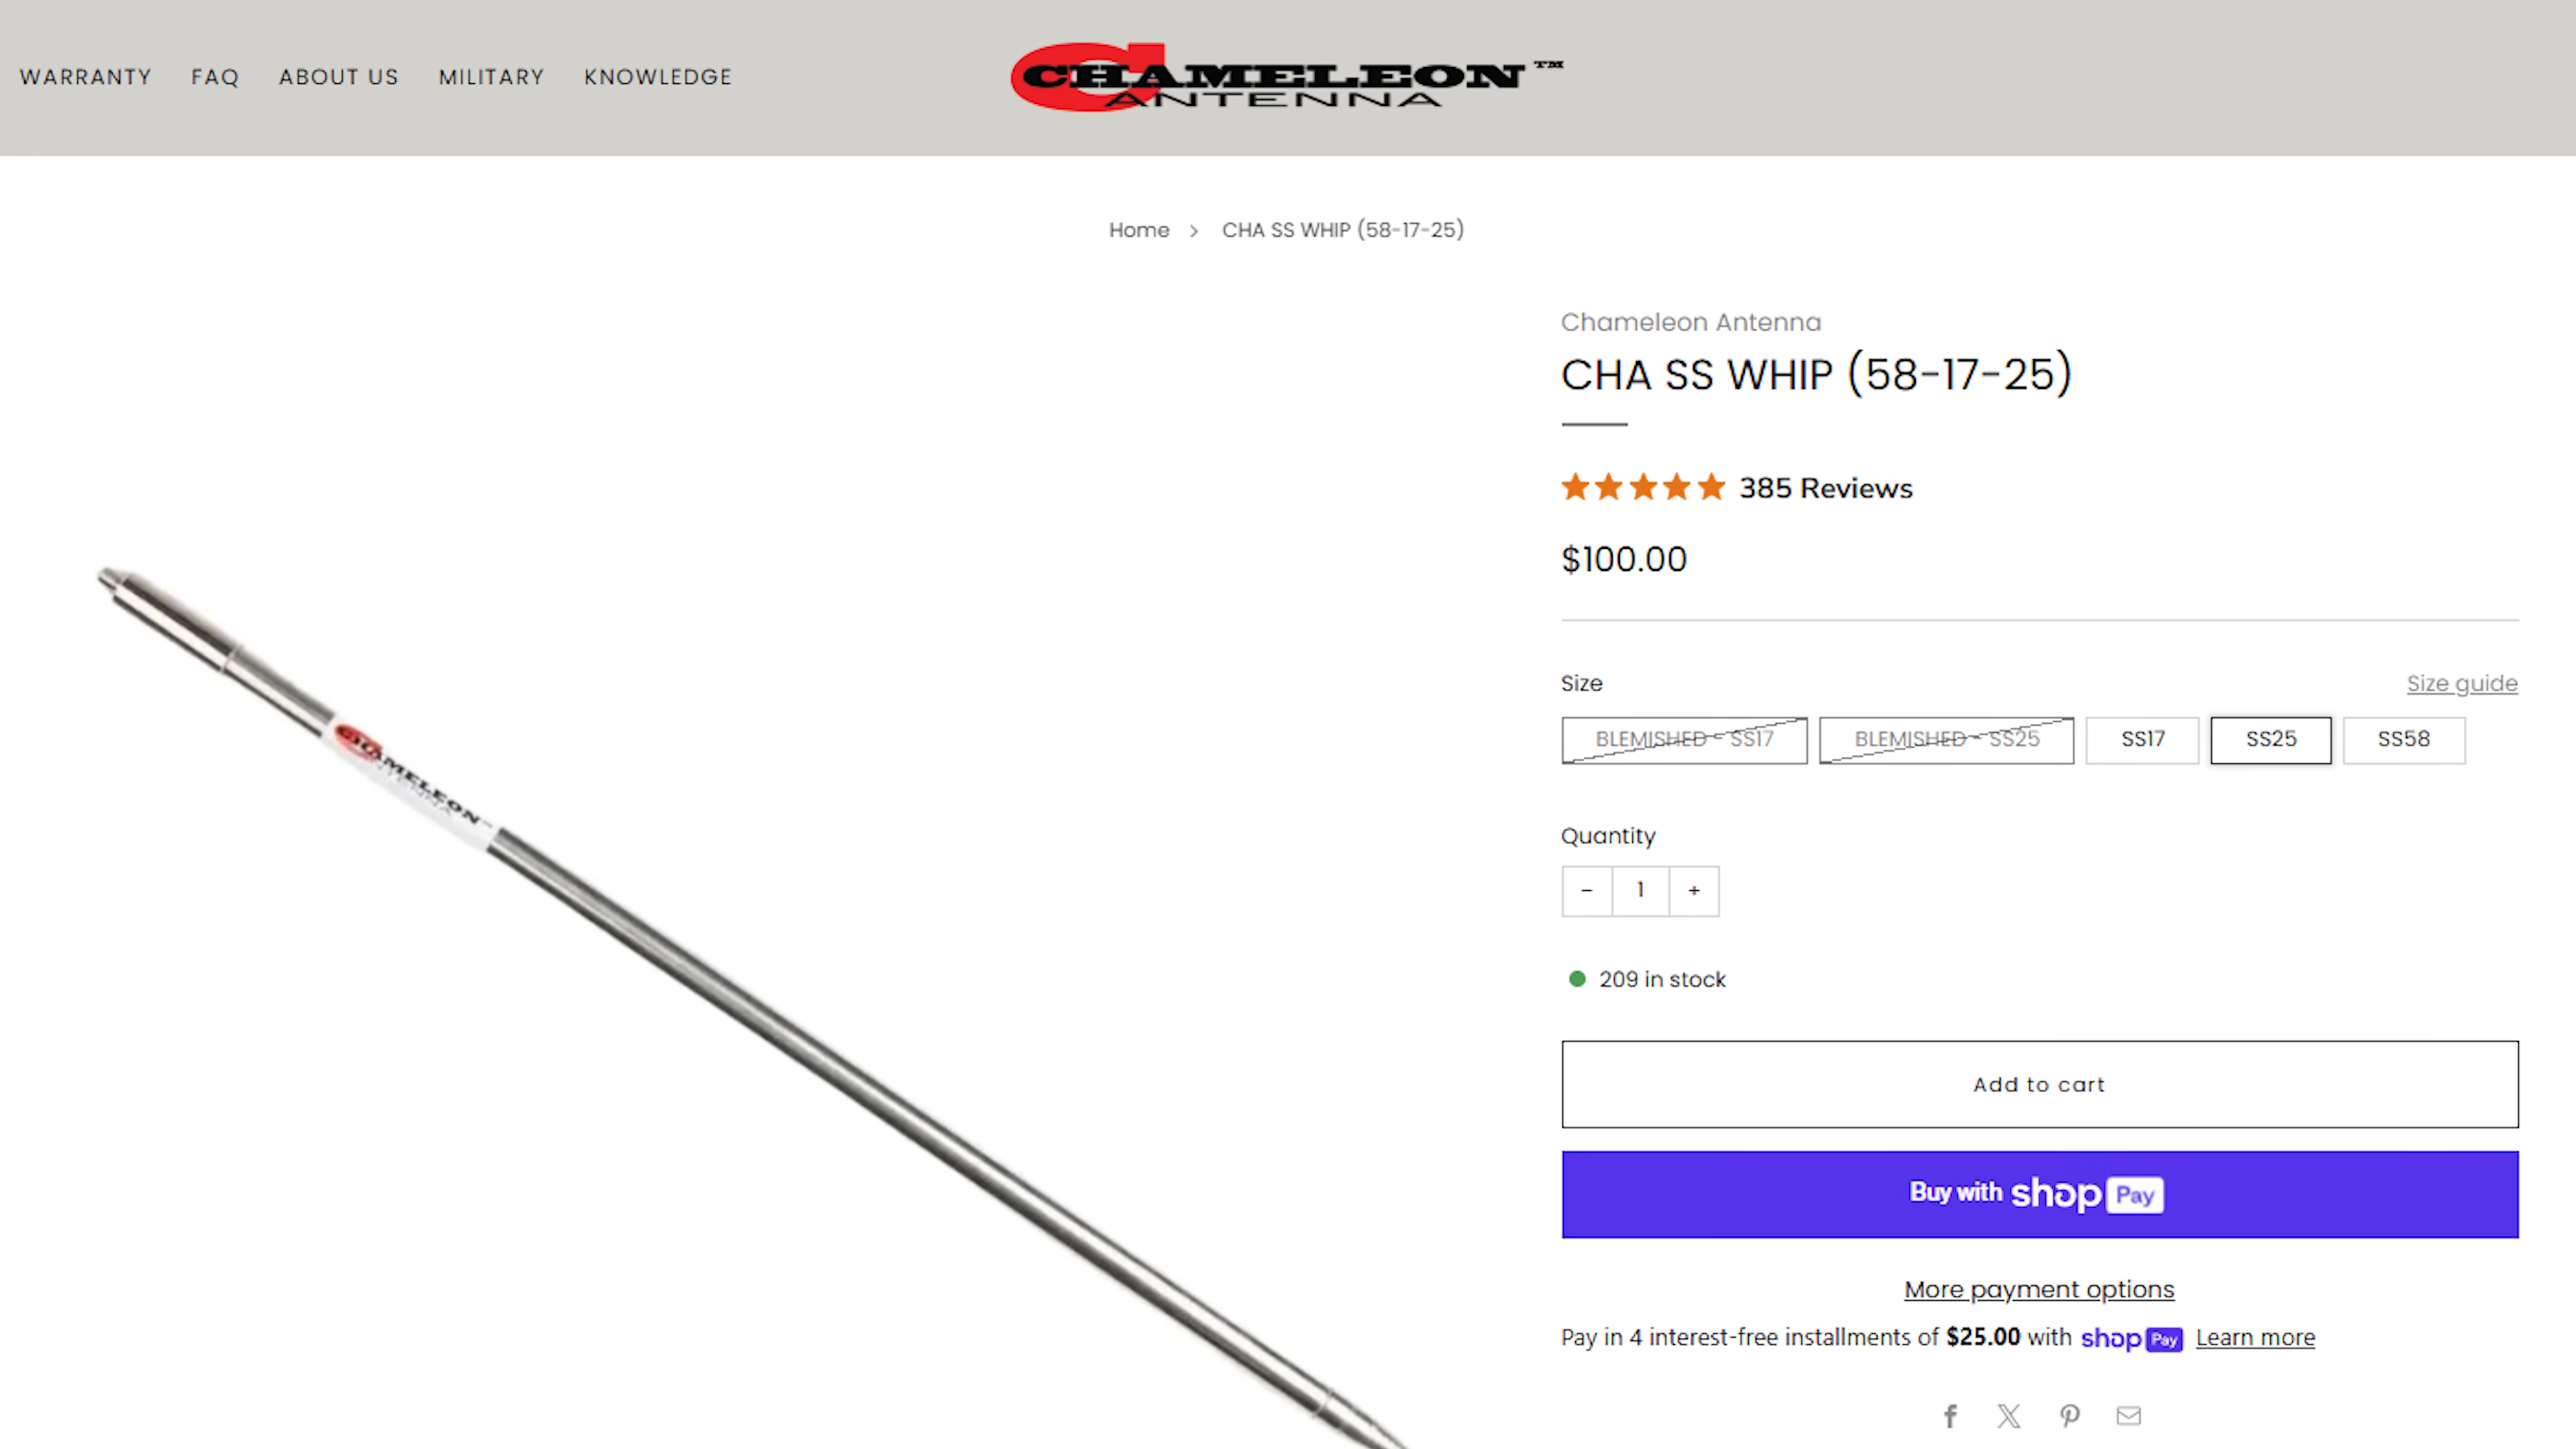 WARRANTY FAQ ABOUT US MILITARY KNOWLEDGE
CHAMELEON™
ANTENNA
Home > CHA SS WHIP (58-17-25)
Chameleon Antenna
CHA SS WHIP (58-17-25)
385 Reviews
$100.00
Size Size guide
BLEMISHED - SS17 BLEMISHED - SS25 SS17 SS25 SS58
Quantity
− 1 +
209 in stock
Add to cart
Buy with shop Pay
More payment options
Pay in 4 interest-free installments of $25.00 with shop Pay Learn more
CHAMELEON
ANTENNA